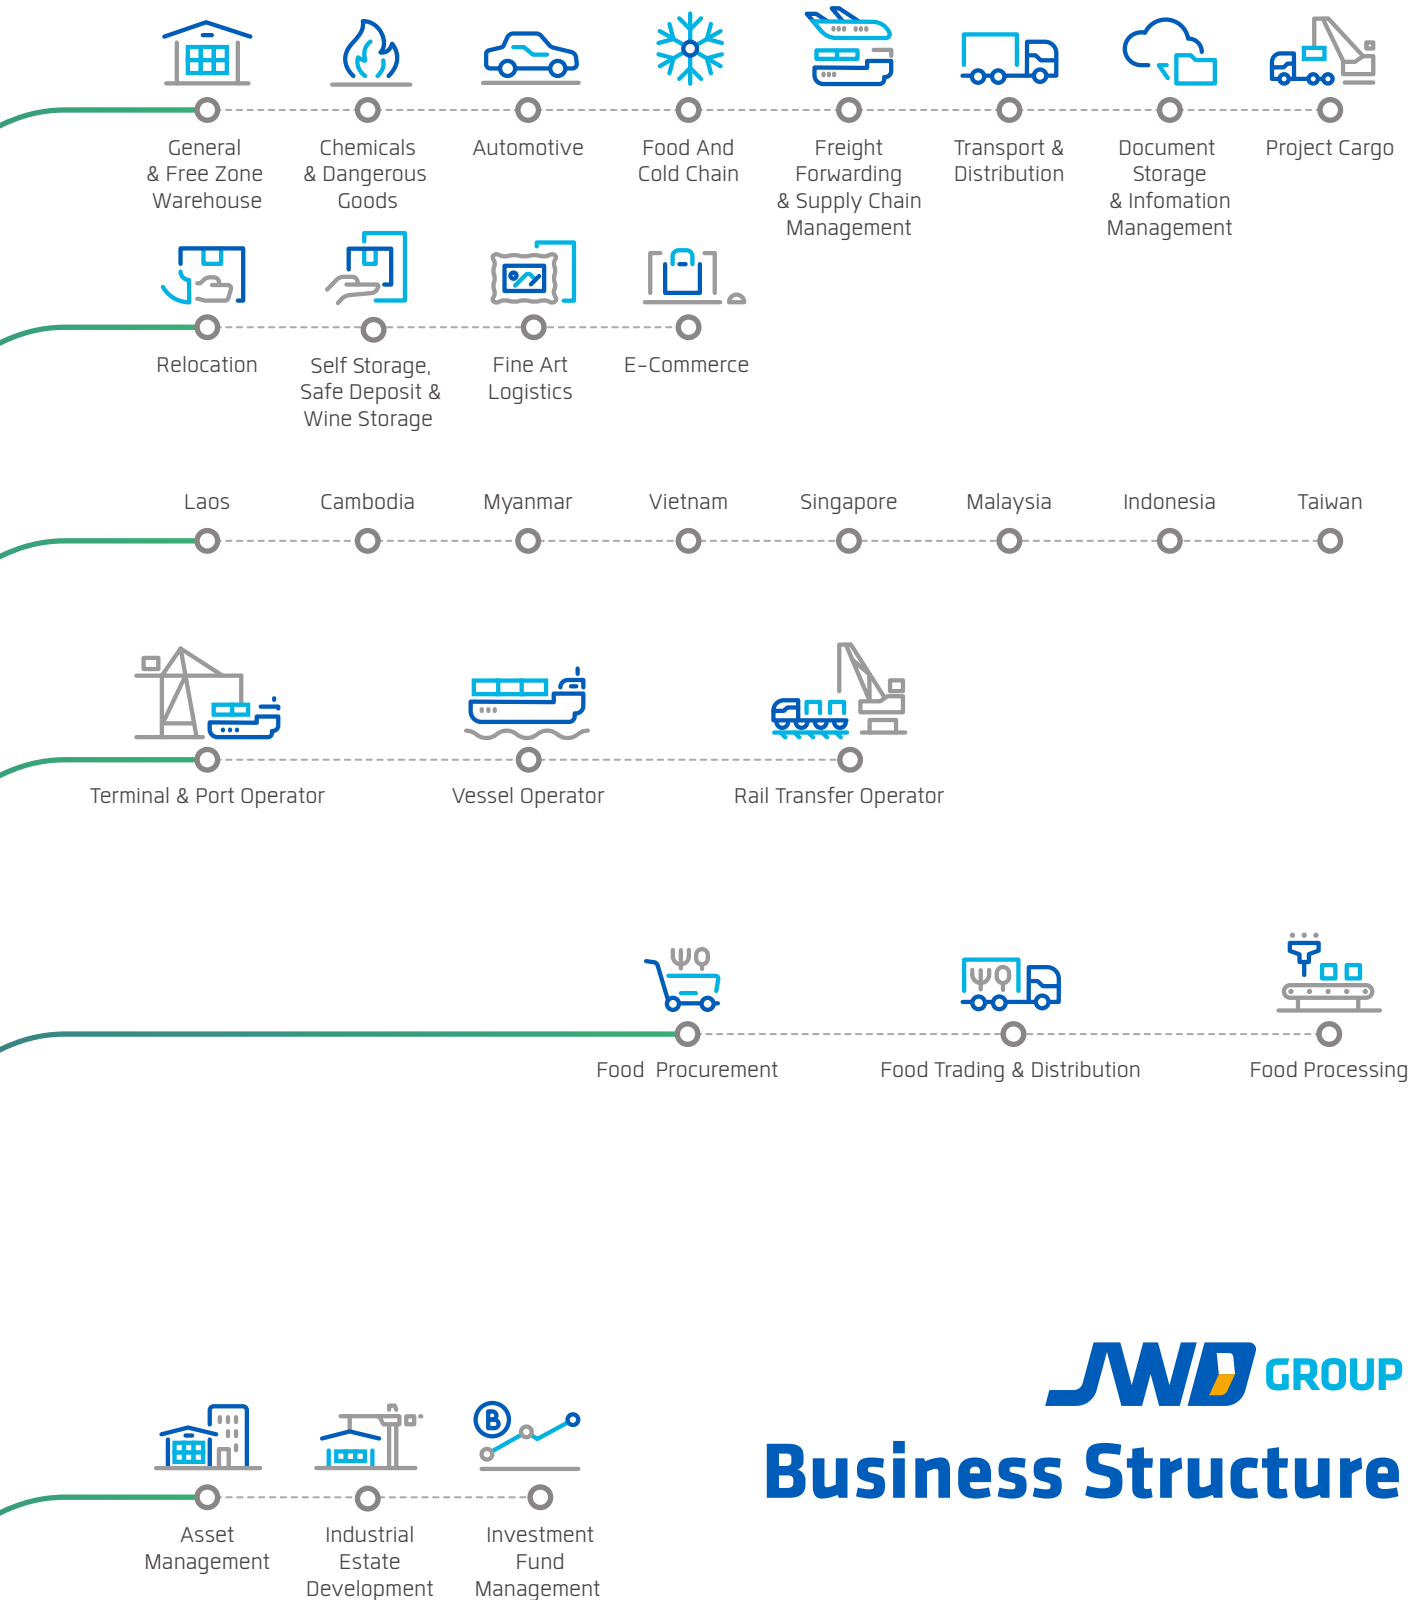 General
& Free Zone
Warehouse
Chemicals
& Dangerous
Goods
Automotive
Food And
Cold Chain
Freight
Forwarding
& Supply Chain
Management
Transport &
Distribution
Document
Storage
& Infomation
Management
Project Cargo
Relocation
Self Storage,
Safe Deposit &
Wine Storage
Fine Art
Logistics
E-Commerce
Laos
Cambodia
Myanmar
Vietnam
Singapore
Malaysia
Indonesia
Taiwan
Terminal & Port Operator
Vessel Operator
Rail Transfer Operator
Food Procurement
Food Trading & Distribution
Food Processing
JWD GROUP
Business Structure
B
Asset
Management
Industrial
Estate
Development
Investment
Fund
Management